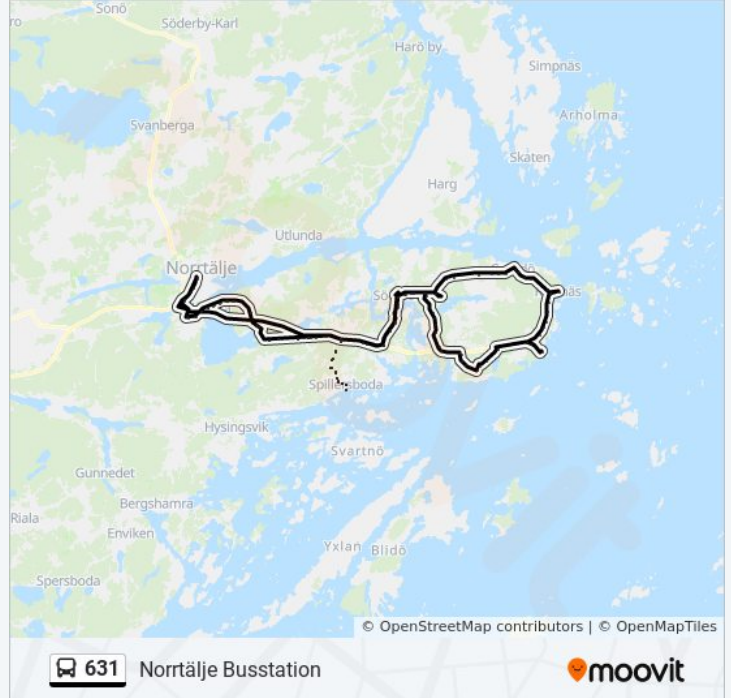 Sonö
ro
Söderby-Karl
Harö by
Simpnäs
Arholma
Svanberga
Skaten
Harg
Utlunda
Norrtälje
Spillersboda
Hysingsvik
Svartnö
Gunnedet
Bergshamra
Riala
Enviken
Yxlan Blidö
Spersboda
© OpenStreetMap contributors | © OpenMapTiles
631 Norrtälje Busstation
moovit